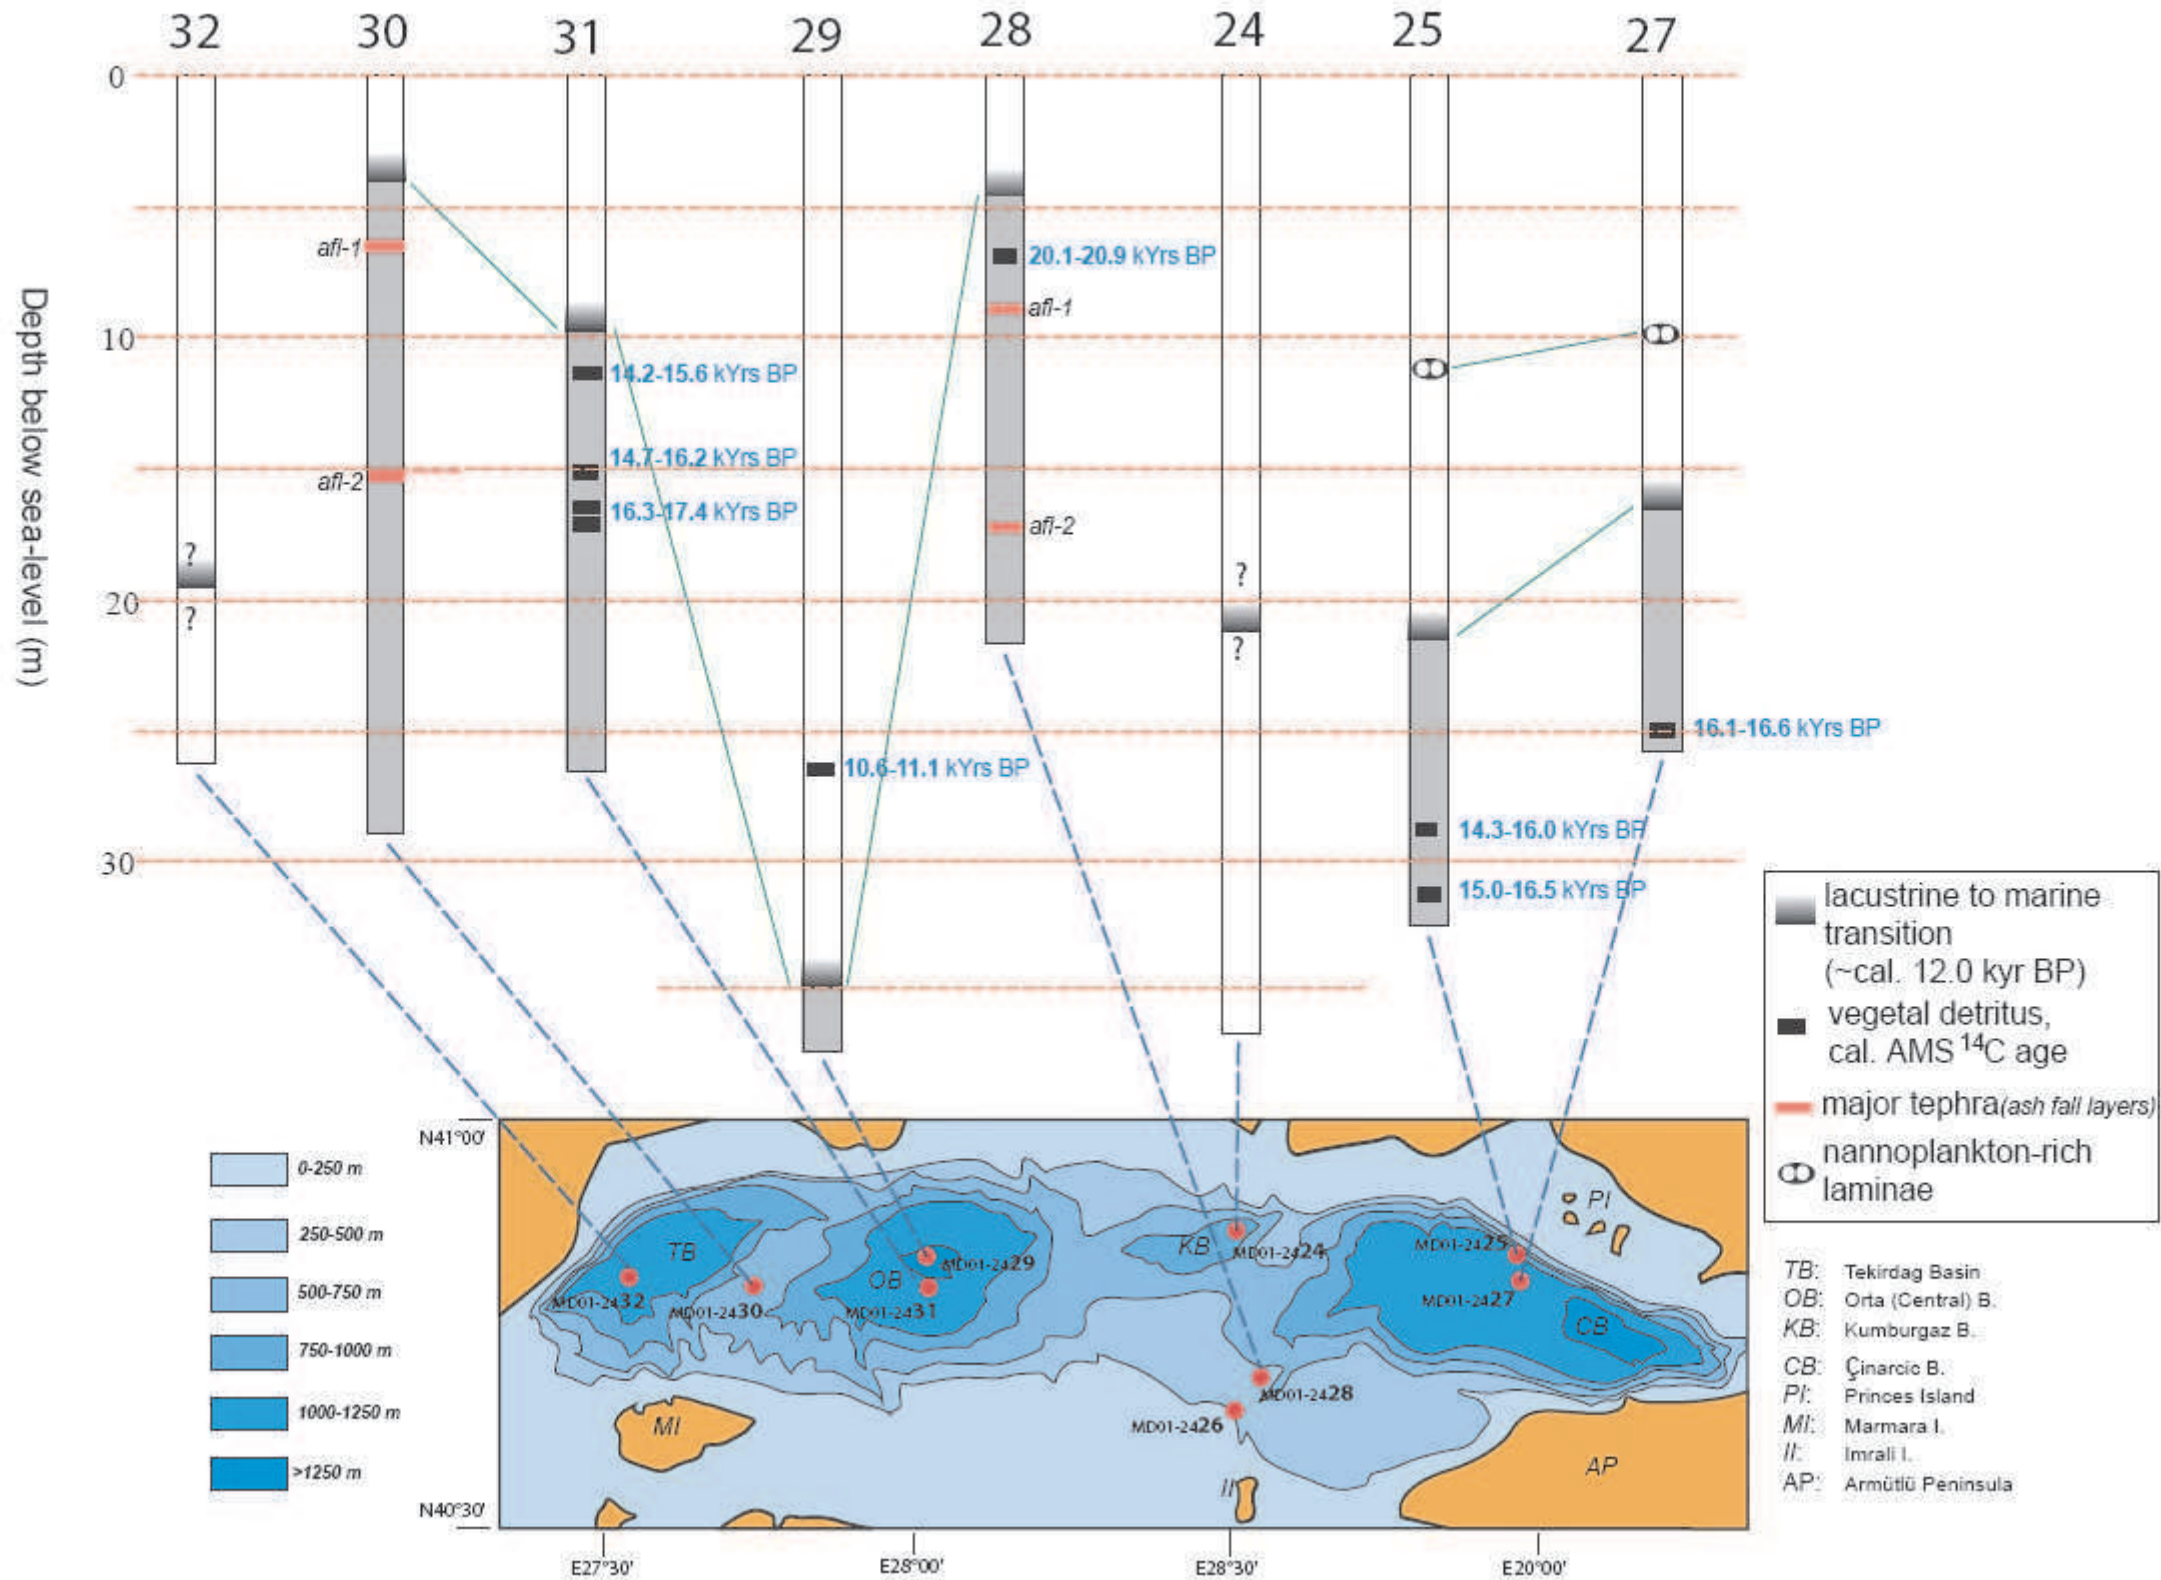 32 30 31 29 28 24 25 27
0
afl-1
20.1-20.9 kYrs BP
afl-1
10
14.2-15.6 kYrs BP
14.7-16.2 kYrs BP
afl-2
16.3-17.4 kYrs BP
afl-2
?
?
20
?
?
Depth below sea-level (m)
16.1-16.6 kYrs BP
10.6-11.1 kYrs BP
14.3-16.0 kYrs BP
30
15.0-16.5 kYrs BP
lacustrine to marine
transition
(~cal. 12.0 kyr BP)
vegetal detritus,
cal. AMS 14C age
major tephra(ash fall layers)
nannoplankton-rich
laminae
N41°00'
0-250 m
250-500 m
500-750 m
750-1000 m
1000-1250 m
>1250 m
PI
TB
KB
OB
CB
MD01-2424
MD01-2425
MD01-2429
MD01-2432
MD01-2430
MD01-2431
MD01-2427
MD01-2428
MD01-2426
MI
II
AP
N40°30'
E27°30'
E28°00'
E28°30'
E20°00'
TB: Tekirdag Basin
OB: Orta (Central) B.
KB: Kumburgaz B.
CB: Çinarcic B.
PI: Princes Island
MI: Marmara I.
II: Imrali I.
AP: Armütlü Peninsula